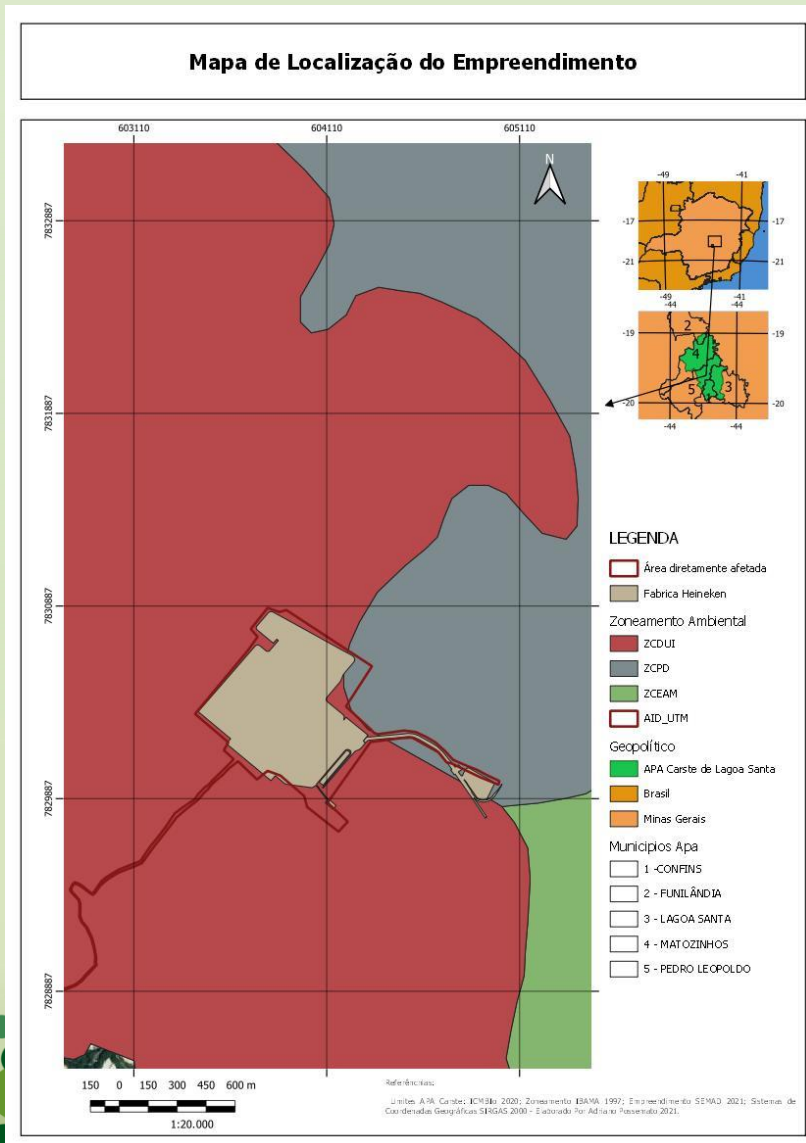 Mapa de Localização do Empreendimento
603110 604110 605110
7832887
7831887
7830887
7829887
7828887
N
-49 -41
-17 -17
-21 -21
-49 -41
-44 -44
2
-19 -19
4
5 3
-20 -20
-44 -44
LEGENDA
Área diretamente afetada
Fabrica Heineken
Zoneamento Ambiental
ZCDUI
ZCPD
ZCEAM
AID_UTM
Geopolítico
APA Carste de Lagoa Santa
Brasil
Minas Gerais
Municipios Apa
1 -CONFINS
2 - FUNILÂNDIA
3 - LAGOA SANTA
4 - MATOZINHOS
5 - PEDRO LEOPOLDO
150 0 150 300 450 600 m
1:20.000
Referências:
Limites APA Carste: ICMBio 2020; Zoneamento IBAMA 1997; Empreendimento SEMAD 2021; Sistemas de
Coordenadas Geográficas SIRGAS 2000 - Elaborado Por Adriano Possemato 2021.